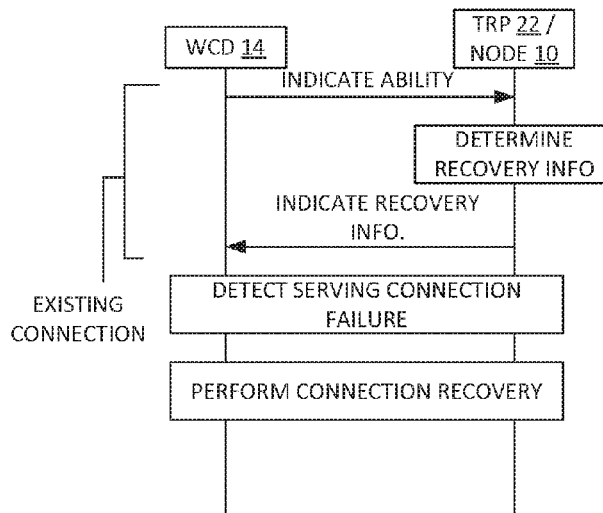 WCD 14
TRP 22 /
NODE 10
INDICATE ABILITY
DETERMINE
RECOVERY INFO
INDICATE RECOVERY
INFO.
EXISTING
CONNECTION
DETECT SERVING CONNECTION
FAILURE
PERFORM CONNECTION RECOVERY